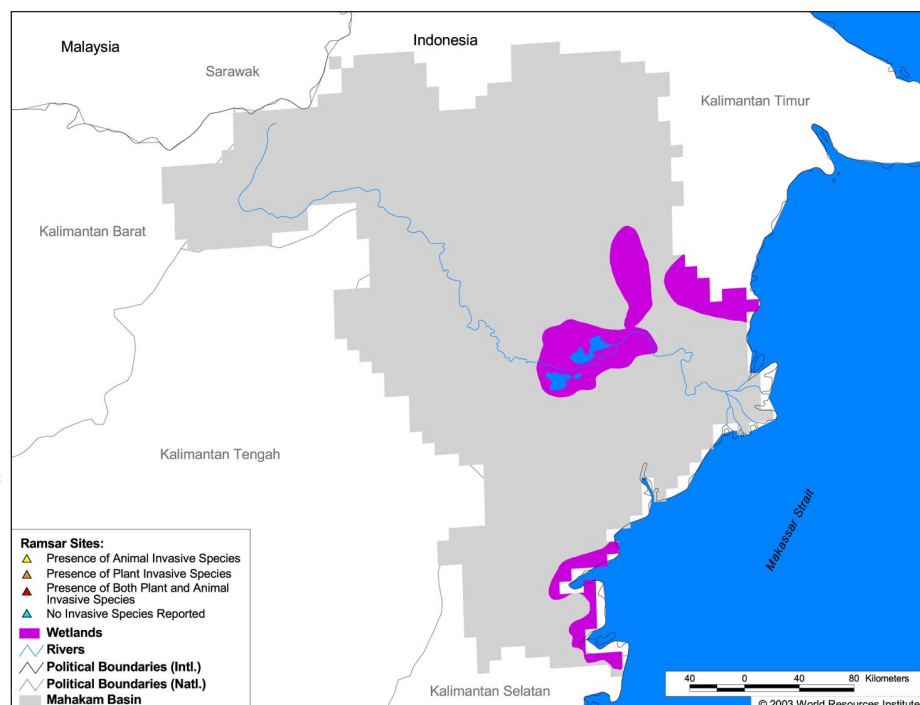 Malaysia
Indonesia
Sarawak
Kalimantan Timur
Kalimantan Barat
Kalimantan Tengah
Makassar Strait
Kalimantan Selatan
Ramsar Sites:
Presence of Animal Invasive Species
Presence of Plant Invasive Species
Presence of Both Plant and Animal
Invasive Species
No Invasive Species Reported
Wetlands
Rivers
Political Boundaries (Intl.)
Political Boundaries (Natl.)
Mahakam Basin
Kilometers
40 0 40 80
© 2003 World Resources Institute